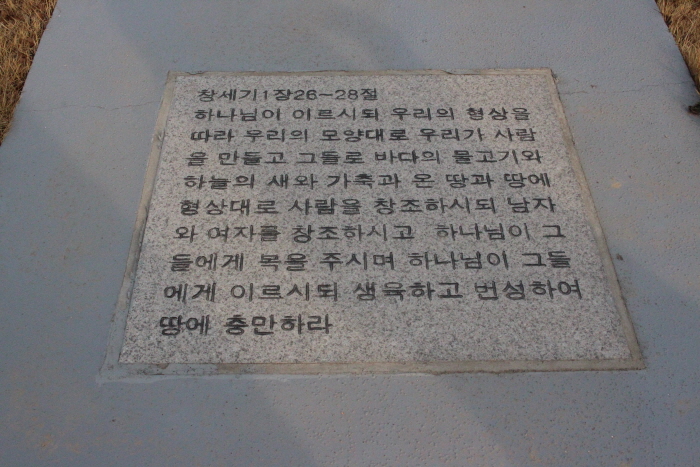 창세기1장26~28절
하나님이 이르시되 우리의 형상을
따라 우리의 모양대로 우리가 사람
을 만들고 그들로 바다의 물고기와
하늘의 새와 가축과 온 땅과 땅에
형상대로 사람을 창조하시되 남자
와 여자를 창조하시고 하나님이 그
들에게 복을 주시며 하나님이 그들
에게 이르시되 생육하고 번성하여
땅에 충만하라